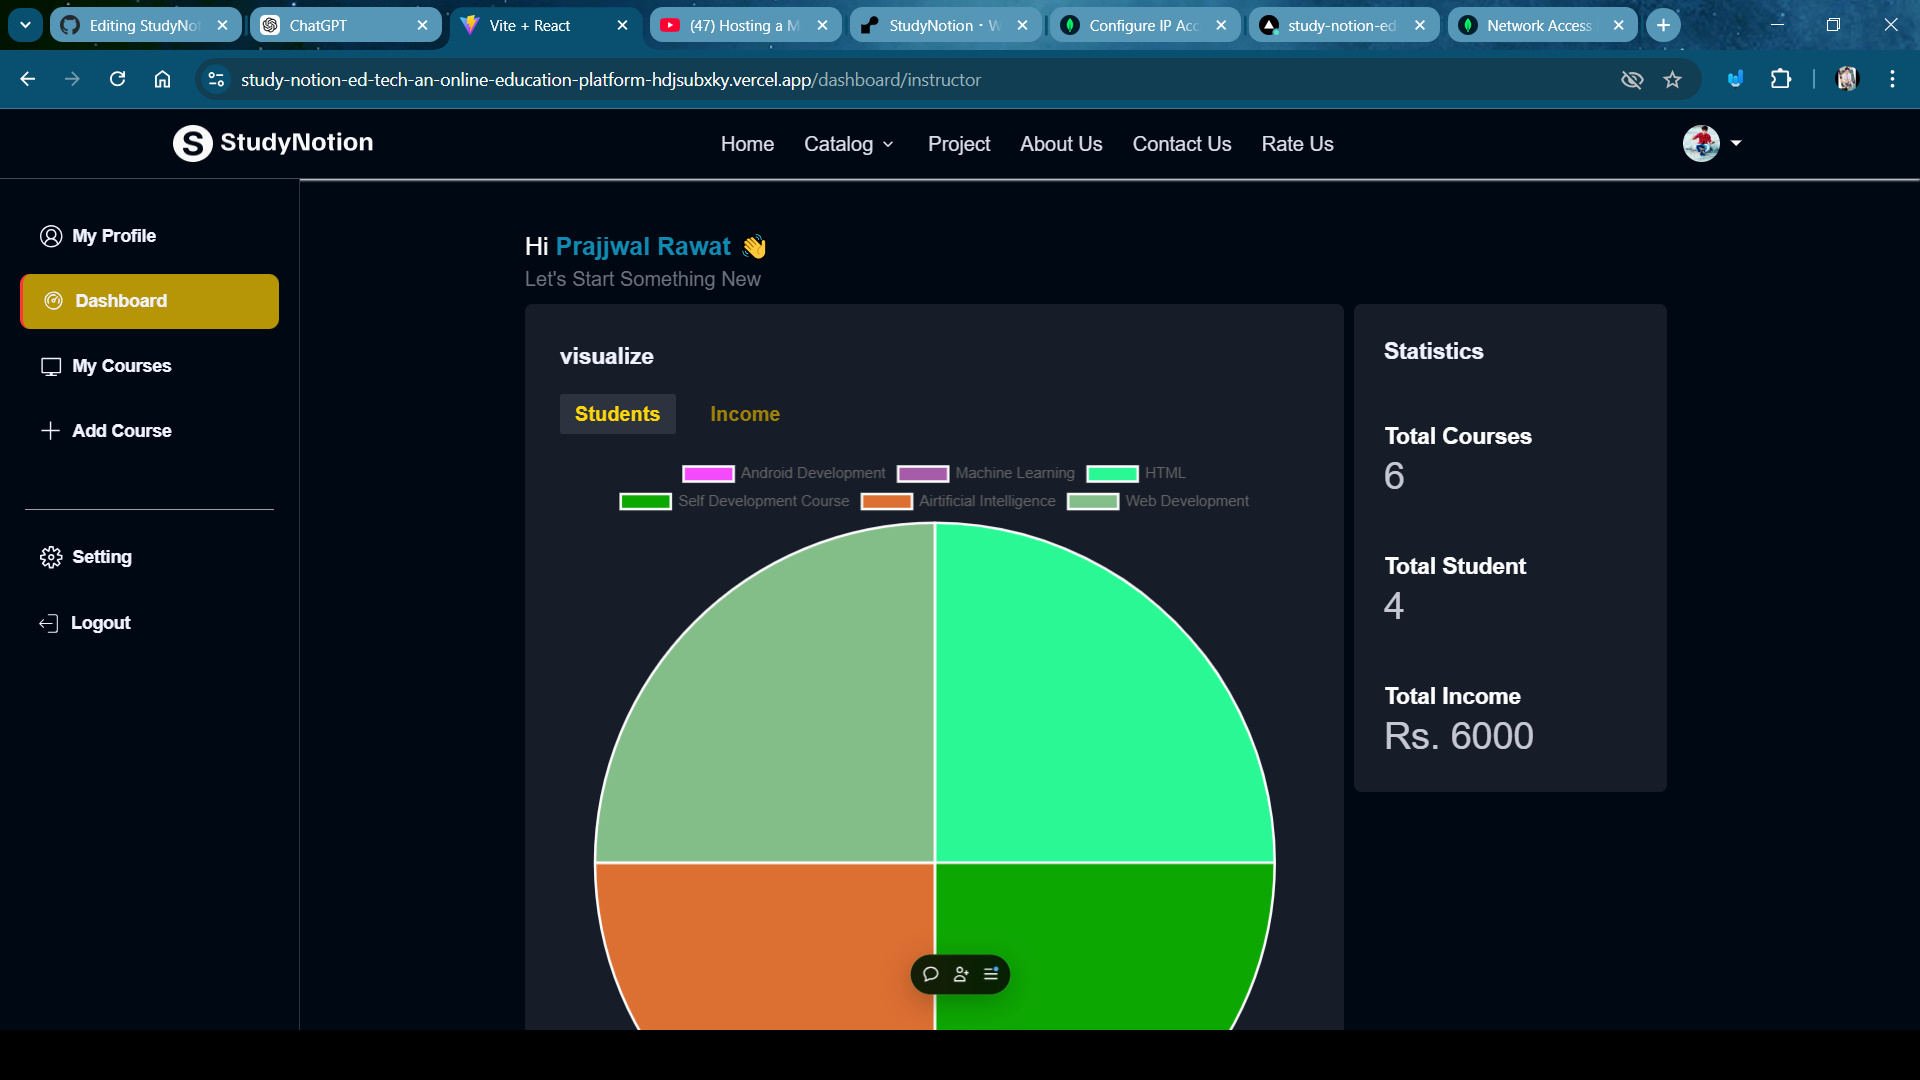 Editing StudyNot
ChatGPT
Vite + React
(47) Hosting a M
StudyNotion · W
Configure IP Acc
study-notion-ed
Network Access
study-notion-ed-tech-an-online-education-platform-hdjsubxky.vercel.app/dashboard/instructor
S StudyNotion
Home
Catalog
Project
About Us
Contact Us
Rate Us
My Profile
Dashboard
My Courses
Add Course
Setting
Logout
Hi Prajjwal Rawat 👋
Let's Start Something New
visualize
Students
Income
Android Development
Machine Learning
HTML
Self Development Course
Airtificial Intelligence
Web Development
Statistics
Total Courses
6
Total Student
4
Total Income
Rs. 6000